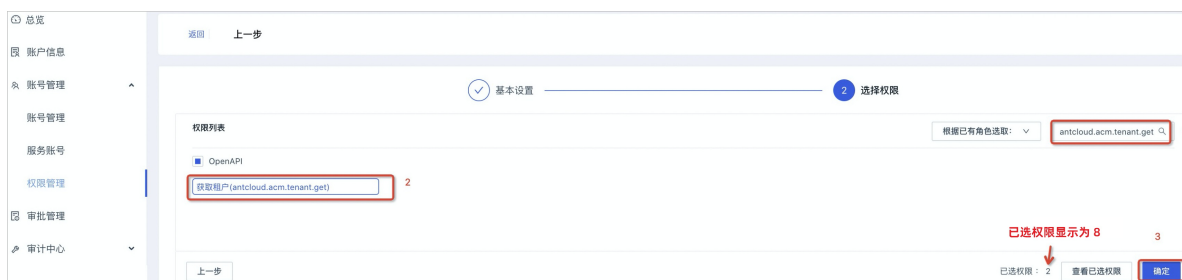 总览
账户信息
账号管理
账号管理
服务账号
权限管理
审批管理
审计中心
返回 上一步
基本设置
2 选择权限
权限列表
根据已有角色选取：
antcloud.acm.tenant.get
OpenAPI
获取租户(antcloud.acm.tenant.get)
2
已选权限显示为 8
3
上一步
已选权限： 2
查看已选权限
确定